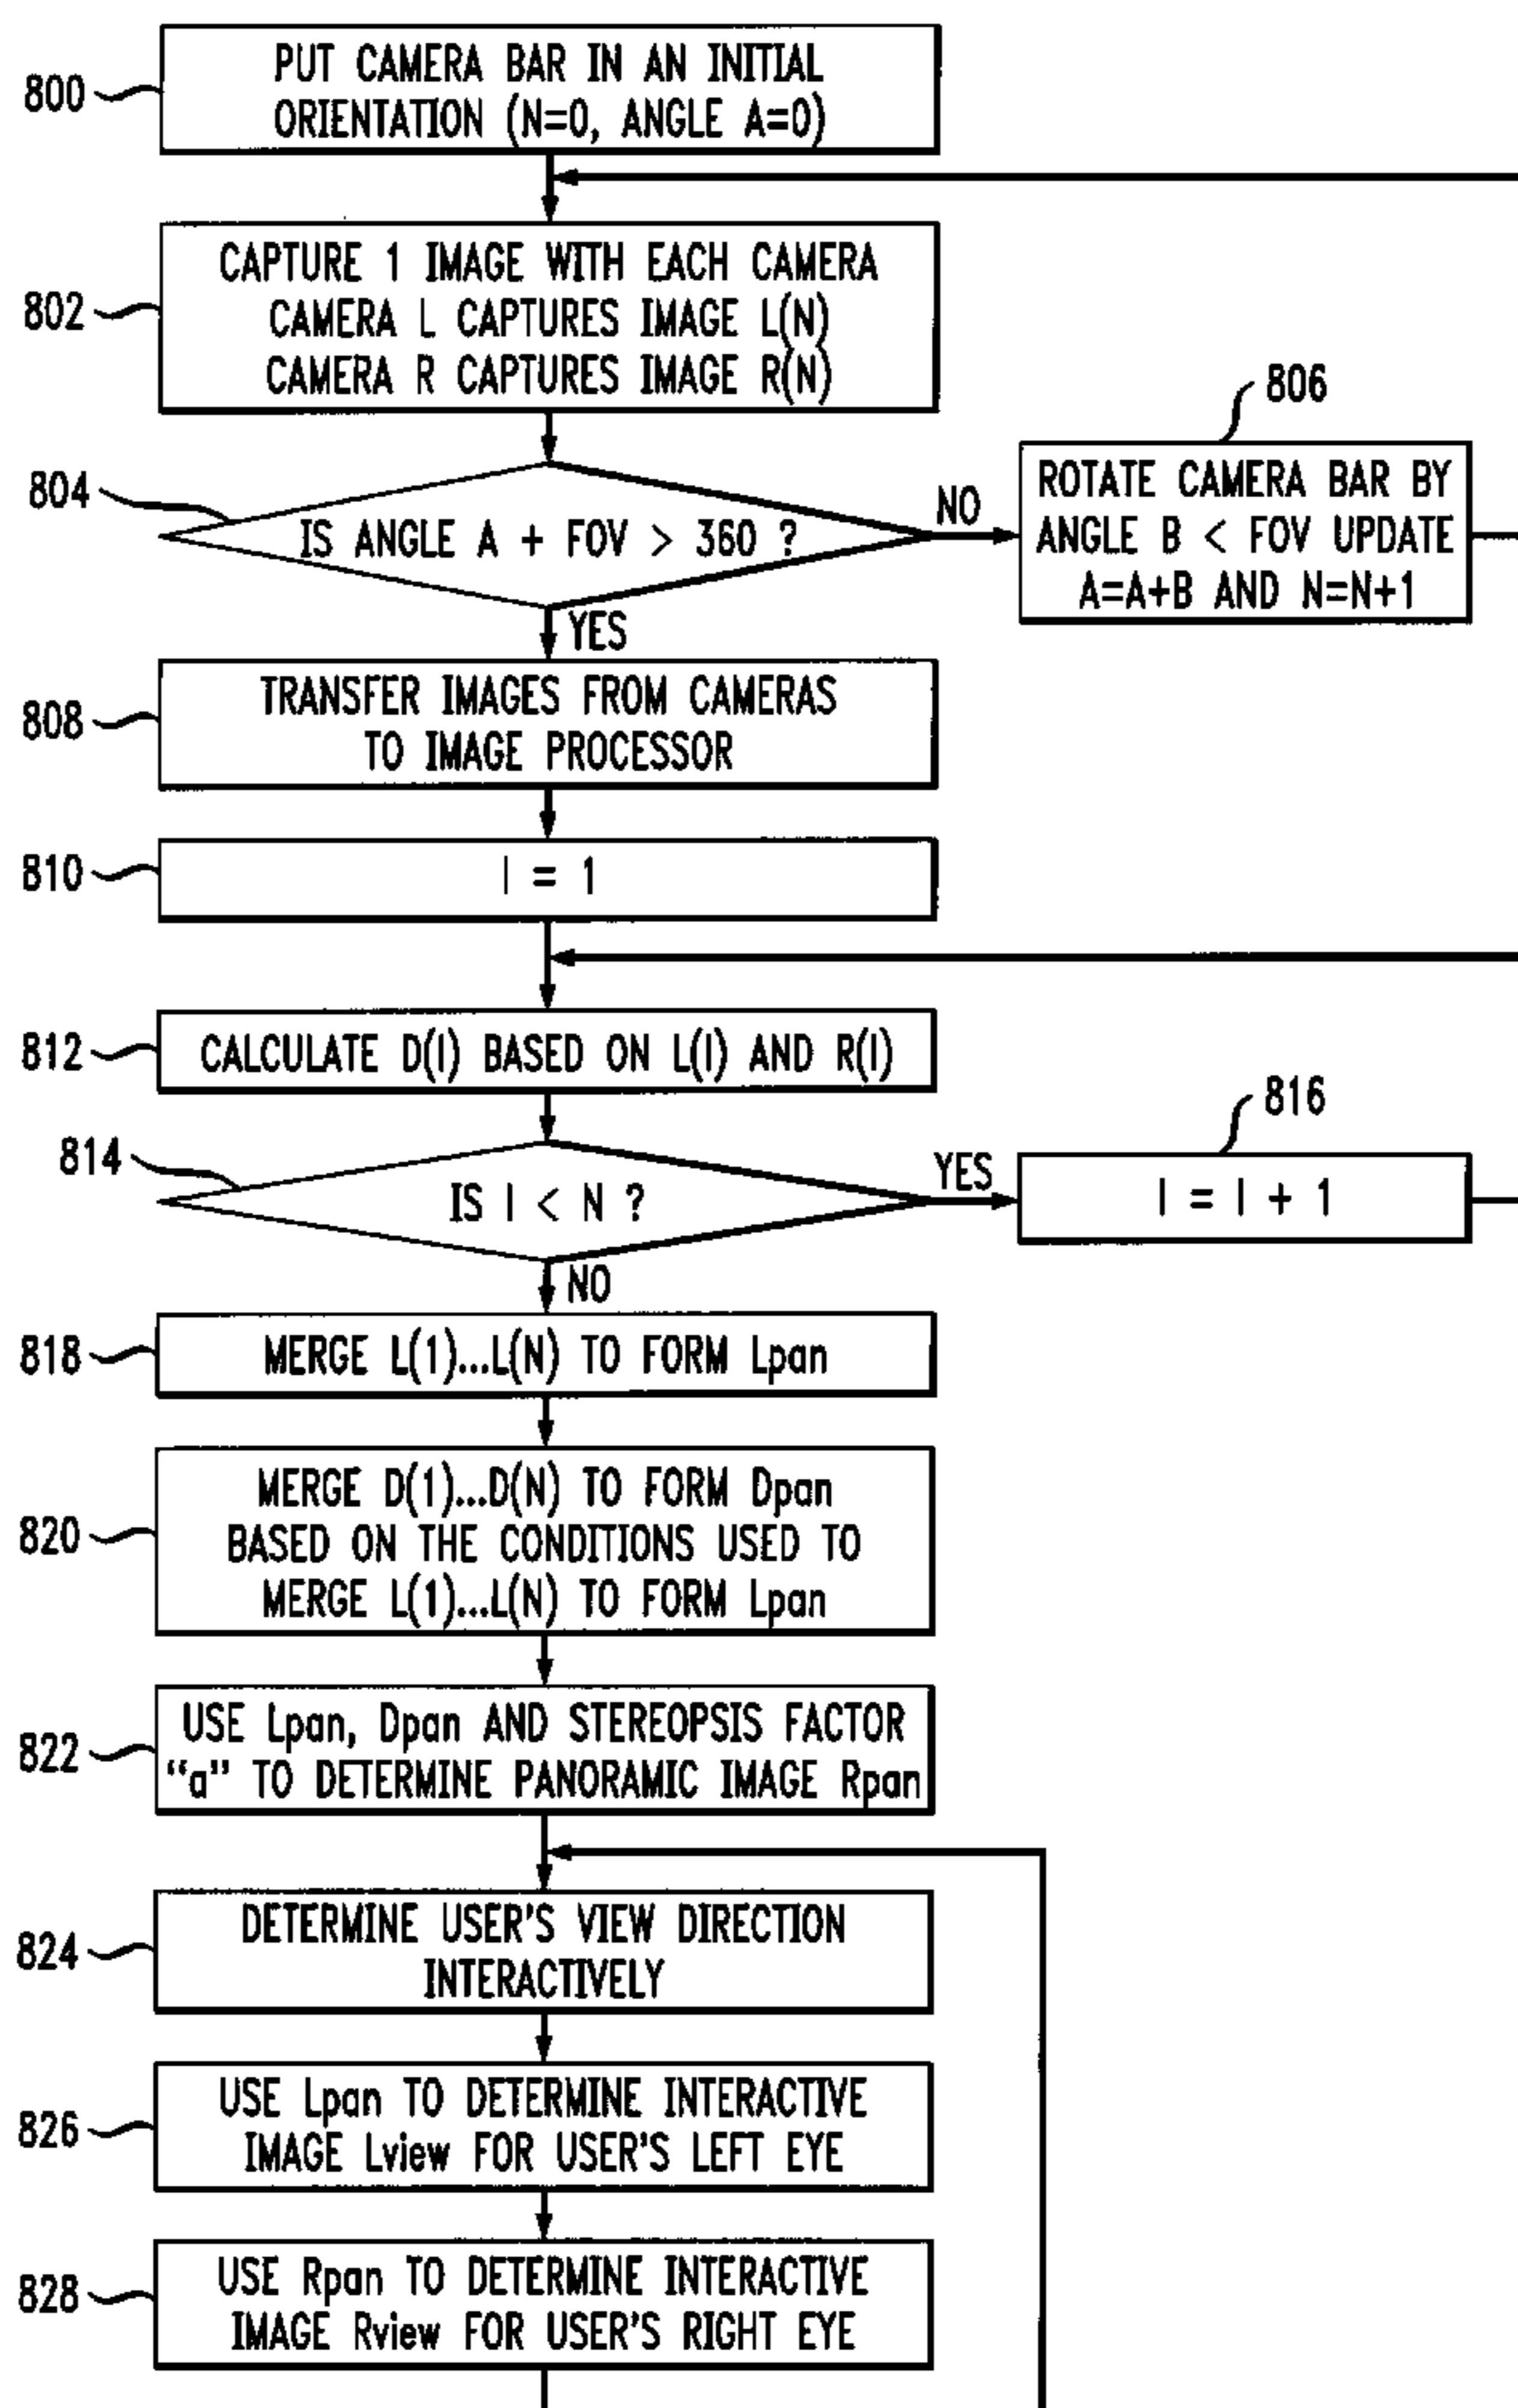 800
PUT CAMERA BAR IN AN INITIAL
ORIENTATION (N=0, ANGLE A=0)
802
CAPTURE 1 IMAGE WITH EACH CAMERA
CAMERA L CAPTURES IMAGE L(N)
CAMERA R CAPTURES IMAGE R(N)
804
IS ANGLE A + FOV > 360 ?
NO
806
ROTATE CAMERA BAR BY
ANGLE B < FOV UPDATE
A=A+B AND N=N+1
YES
808
TRANSFER IMAGES FROM CAMERAS
TO IMAGE PROCESSOR
810
I = 1
812
CALCULATE D(I) BASED ON L(I) AND R(I)
814
IS I < N ?
YES
816
I = I + 1
NO
818
MERGE L(1)...L(N) TO FORM Lpan
820
MERGE D(1)...D(N) TO FORM Dpan
BASED ON THE CONDITIONS USED TO
MERGE L(1)...L(N) TO FORM Lpan
822
USE Lpan, Dpan AND STEREOPSIS FACTOR
“a” TO DETERMINE PANORAMIC IMAGE Rpan
824
DETERMINE USER'S VIEW DIRECTION
INTERACTIVELY
826
USE Lpan TO DETERMINE INTERACTIVE
IMAGE Lview FOR USER'S LEFT EYE
828
USE Rpan TO DETERMINE INTERACTIVE
IMAGE Rview FOR USER'S RIGHT EYE